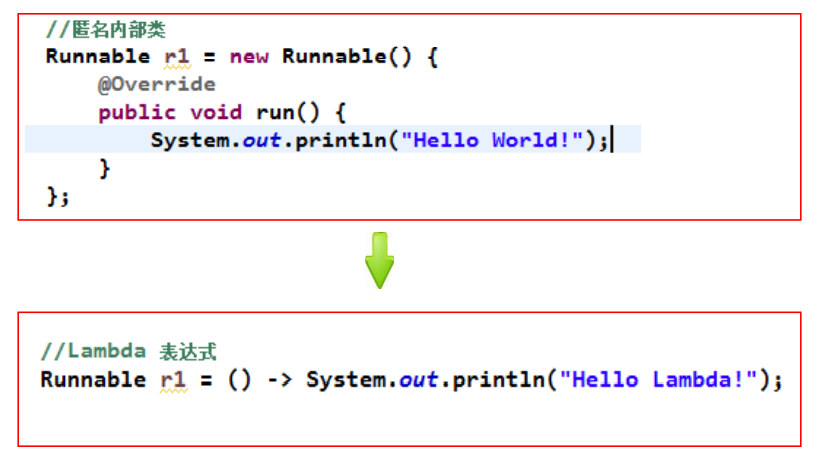 //匿名内部类
Runnable r1 = new Runnable() {
    @Override
    public void run() {
        System.out.println("Hello World!");
    }
};
//Lambda 表达式
Runnable r1 = () -> System.out.println("Hello Lambda!");